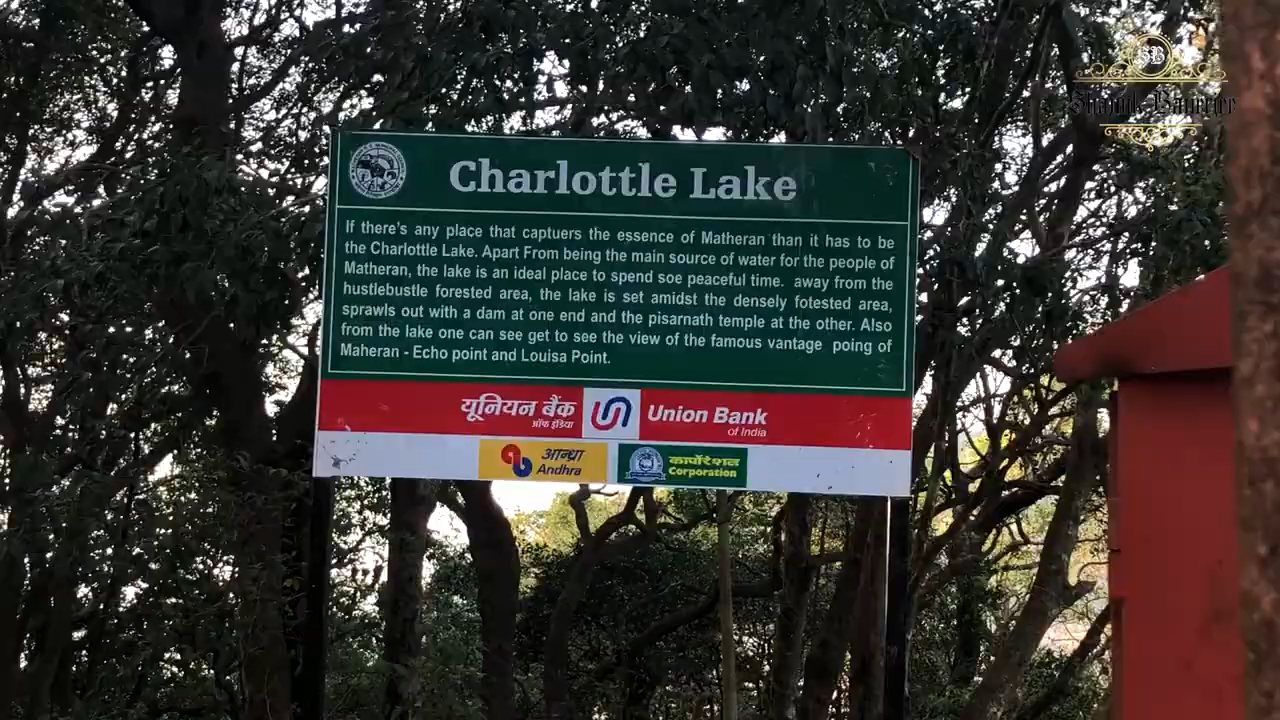 SB
Shamik Banerjee
Charlottle Lake
If there's any place that captuers the essence of Matheran than it has to be
the Charlottle Lake. Apart From being the main source of water for the people of
Matheran, the lake is an ideal place to spend soe peaceful time. away from the
hustlebustle forested area, the lake is set amidst the densely fotested area,
sprawls out with a dam at one end and the pisarnath temple at the other. Also
from the lake one can see get to see the view of the famous vantage poing of
Maheran - Echo point and Louisa Point.
यूनियन बैंक
ऑफ इंडिया
Union Bank
of India
आन्ध्रा
Andhra
कार्पोरेशन
Corporation